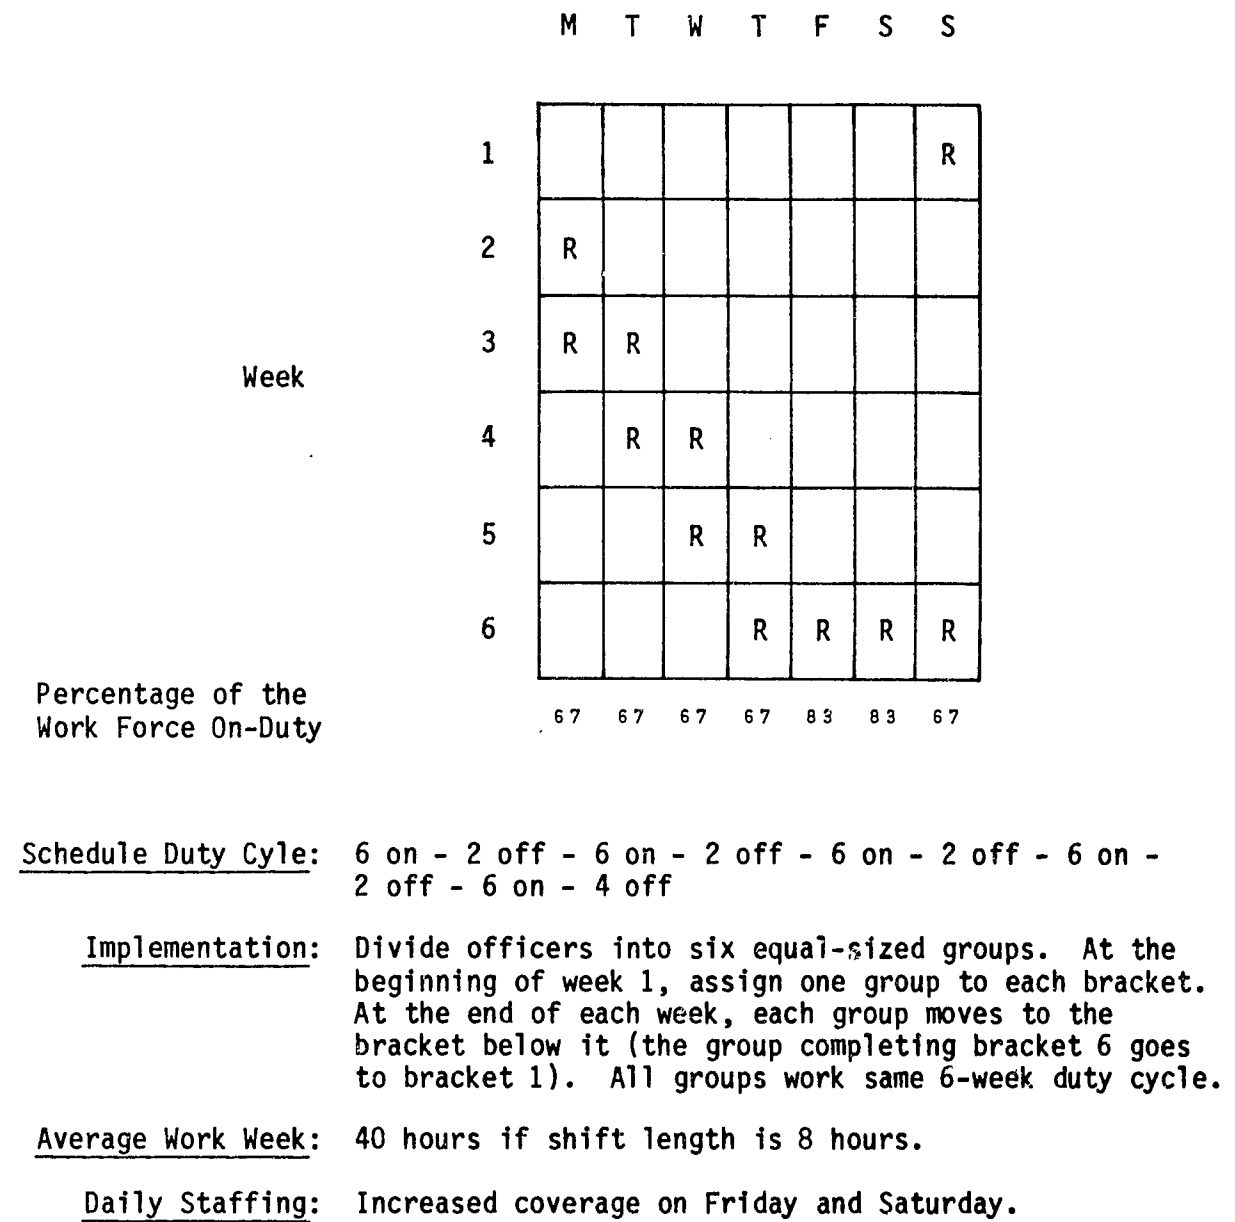 M T W T F S S
1 R
2 R
3 R R
Week
4 R R
5 R R
6 R R R R
Percentage of the
Work Force On-Duty 67 67 67 67 83 83 67
Schedule Duty Cyle: 6 on - 2 off - 6 on - 2 off - 6 on - 2 off - 6 on -
2 off - 6 on - 4 off
Implementation: Divide officers into six equal-sized groups. At the
beginning of week 1, assign one group to each bracket.
At the end of each week, each group moves to the
bracket below it (the group completing bracket 6 goes
to bracket 1). All groups work same 6-week duty cycle.
Average Work Week: 40 hours if shift length is 8 hours.
Daily Staffing: Increased coverage on Friday and Saturday.